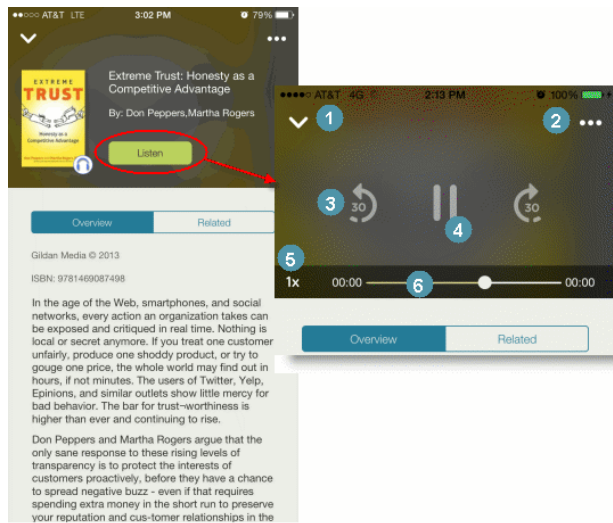 AT&T LTE 3:02 PM 79%
EXTREME
TRUST
Honesty as a
Competitive Advantage
Extreme Trust: Honesty as a
Competitive Advantage
By: Don Peppers,Martha Rogers
Listen
Overview Related
Gildan Media © 2013
ISBN: 9781469087498
In the age of the Web, smartphones, and social
networks, every action an organization takes can
be exposed and critiqued in real time. Nothing is
local or secret anymore. If you treat one customer
unfairly, produce one shoddy product, or try to
gouge one price, the whole world may find out in
hours, if not minutes. The users of Twitter, Yelp,
Epinions, and similar outlets show little mercy for
bad behavior. The bar for trust-worthiness is
higher than ever and continuing to rise.
Don Peppers and Martha Rogers argue that the
only sane response to these rising levels of
transparency is to protect the interests of
customers proactively, before they have a chance
to spread negative buzz - even if that requires
spending extra money in the short run to preserve
your reputation and cus-tomer relationships in the
AT&T 4G 2:13 PM 100%
1
2
3 30
4
30
5
1x 00:00 6 00:00
Overview Related